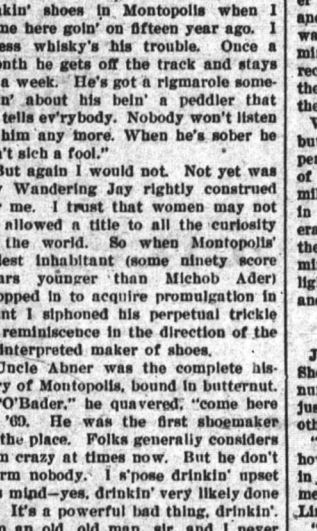 kin' shoes in Montopolis when I
me here goin' on fifteen year ago. I
ess whisky's his trouble. Once a
onth he gets off the track and stays
a week. He's got a rigmarole some-
n' about his bein' a peddler that
tells ev'rybody. Nobody won't listen
him any more. When he's sober he
n't sich a fool."
But again I would not. Not yet was
Wandering Jay rightly construed
me. I trust that women may not
allowed a title to all the curiosity
the world. So when Montopolis'
lest inhabitant (some ninety score
ars younger than Michob Ader)
opped in to acquire promulgation in
nt I siphoned his perpetual trickle
reminiscence in the direction of the
interpreted maker of shoes.
Uncle Abner was the complete his-
ry of Montopolis, bound in butternut.
"O'Bader," he quavered, "come here
'69. He was the first shoemaker
the place. Folks generally considers
m crazy at times now. But he don't
rm nobody. I s'pose drinkin' upset
s mind—yes, drinkin' very likely done
It's a powerful bad thing, drinkin'.
an old, old man, sir, and I never